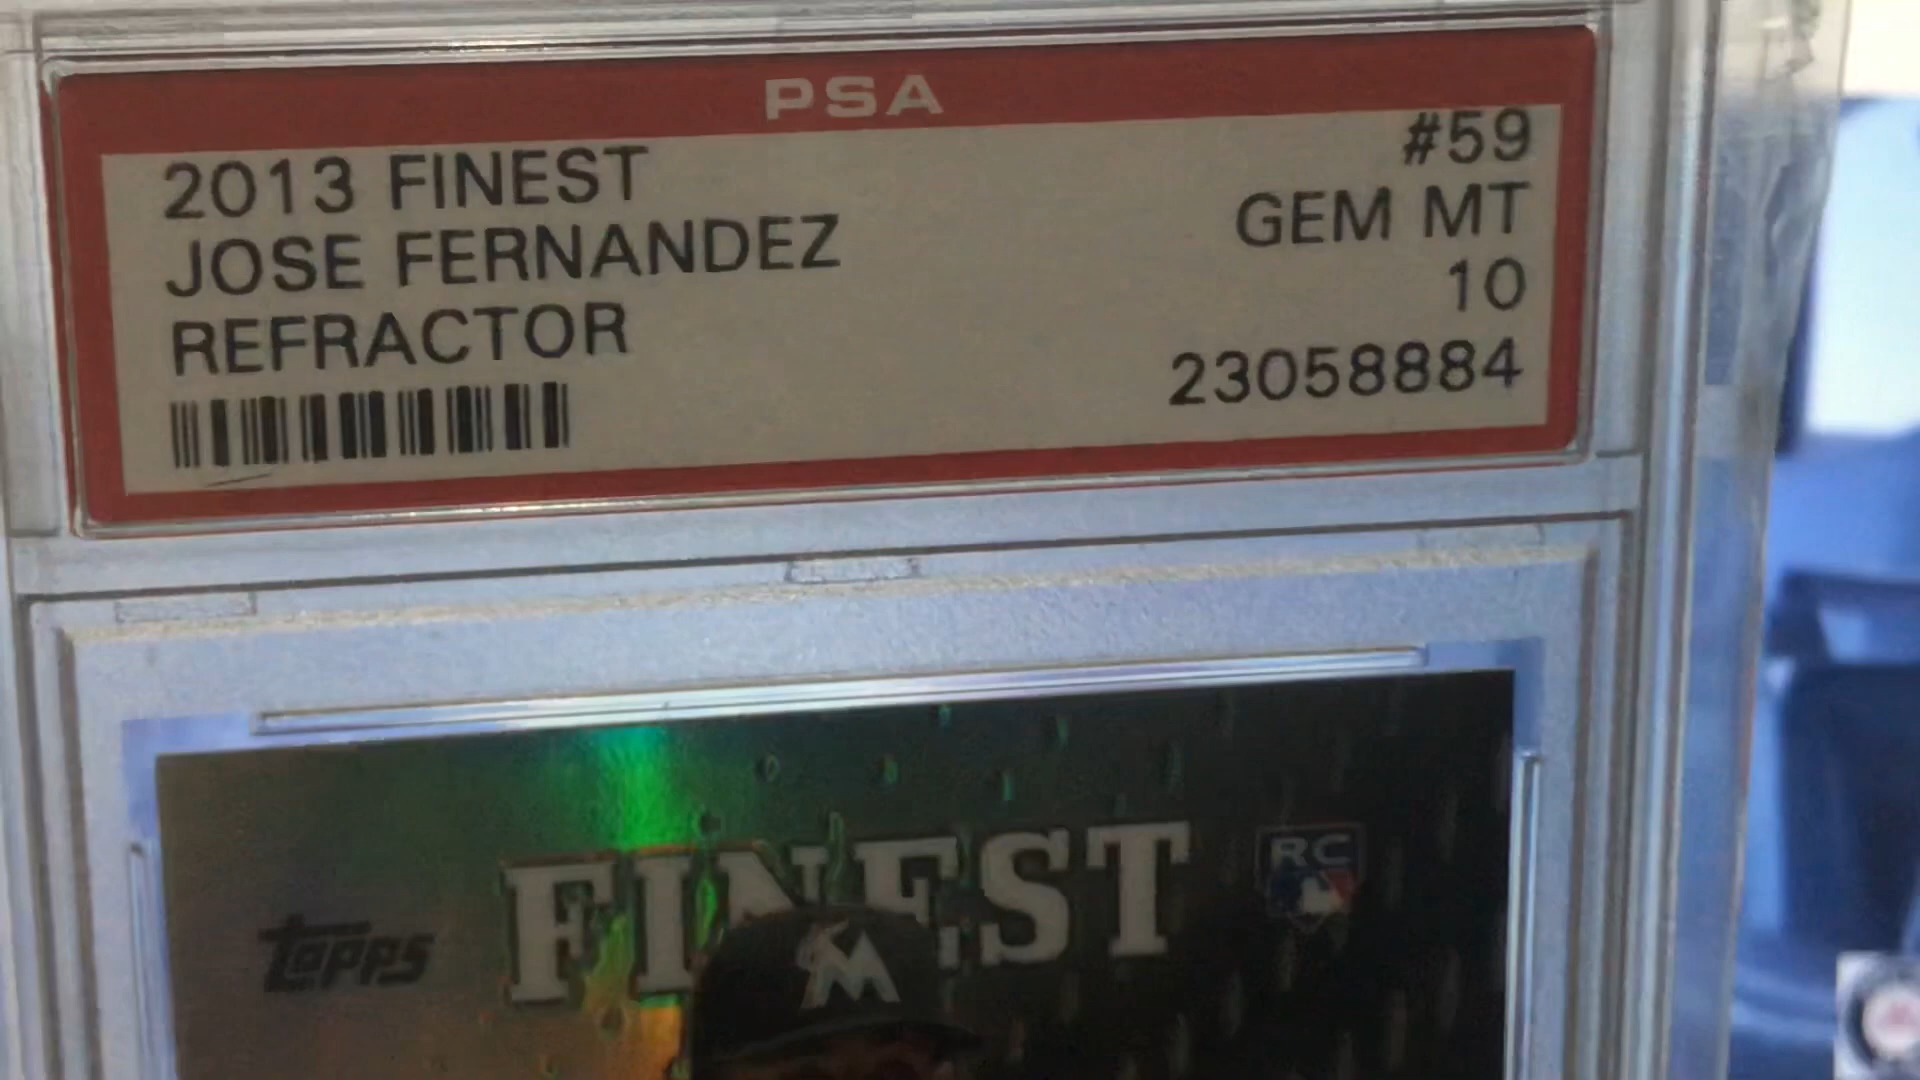 PSA
2013 FINEST
JOSE FERNANDEZ
REFRACTOR
#59
GEM MT
10
23058884
Topps
FINEST
RC
M